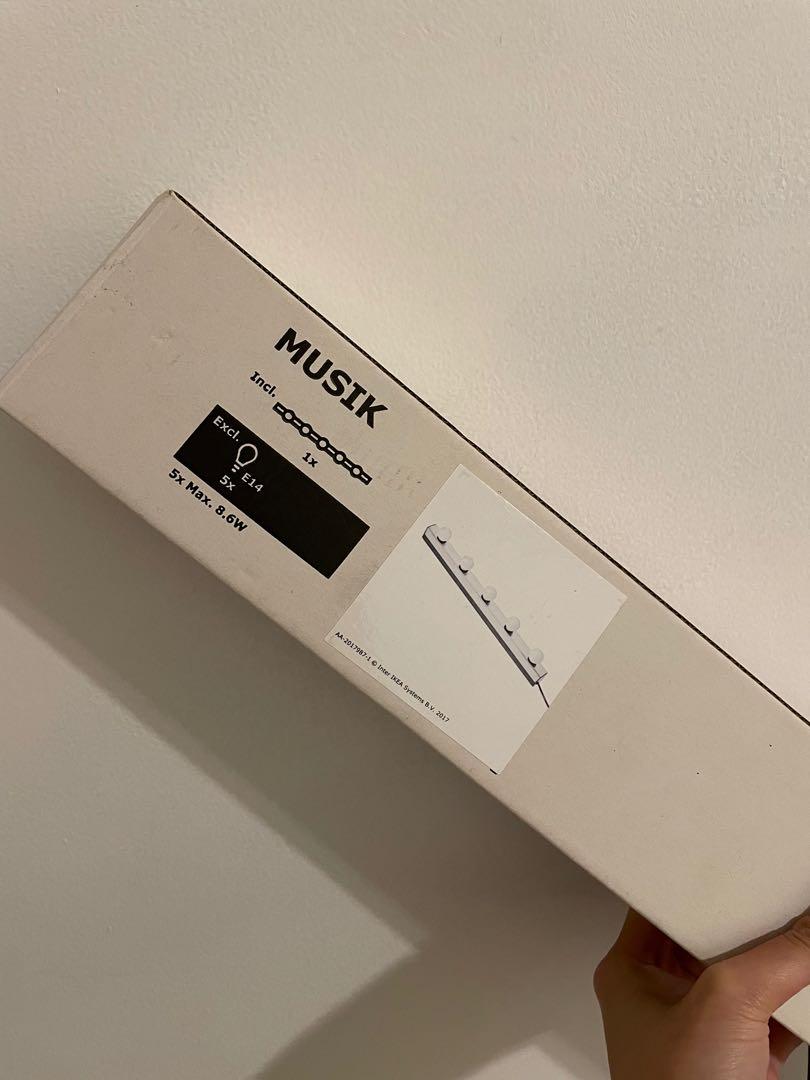 MUSIK
Incl.
1x
Excl.
E14
5x
5x Max. 8.6W
AA-2017987-1 © Inter IKEA Systems B.V. 2017